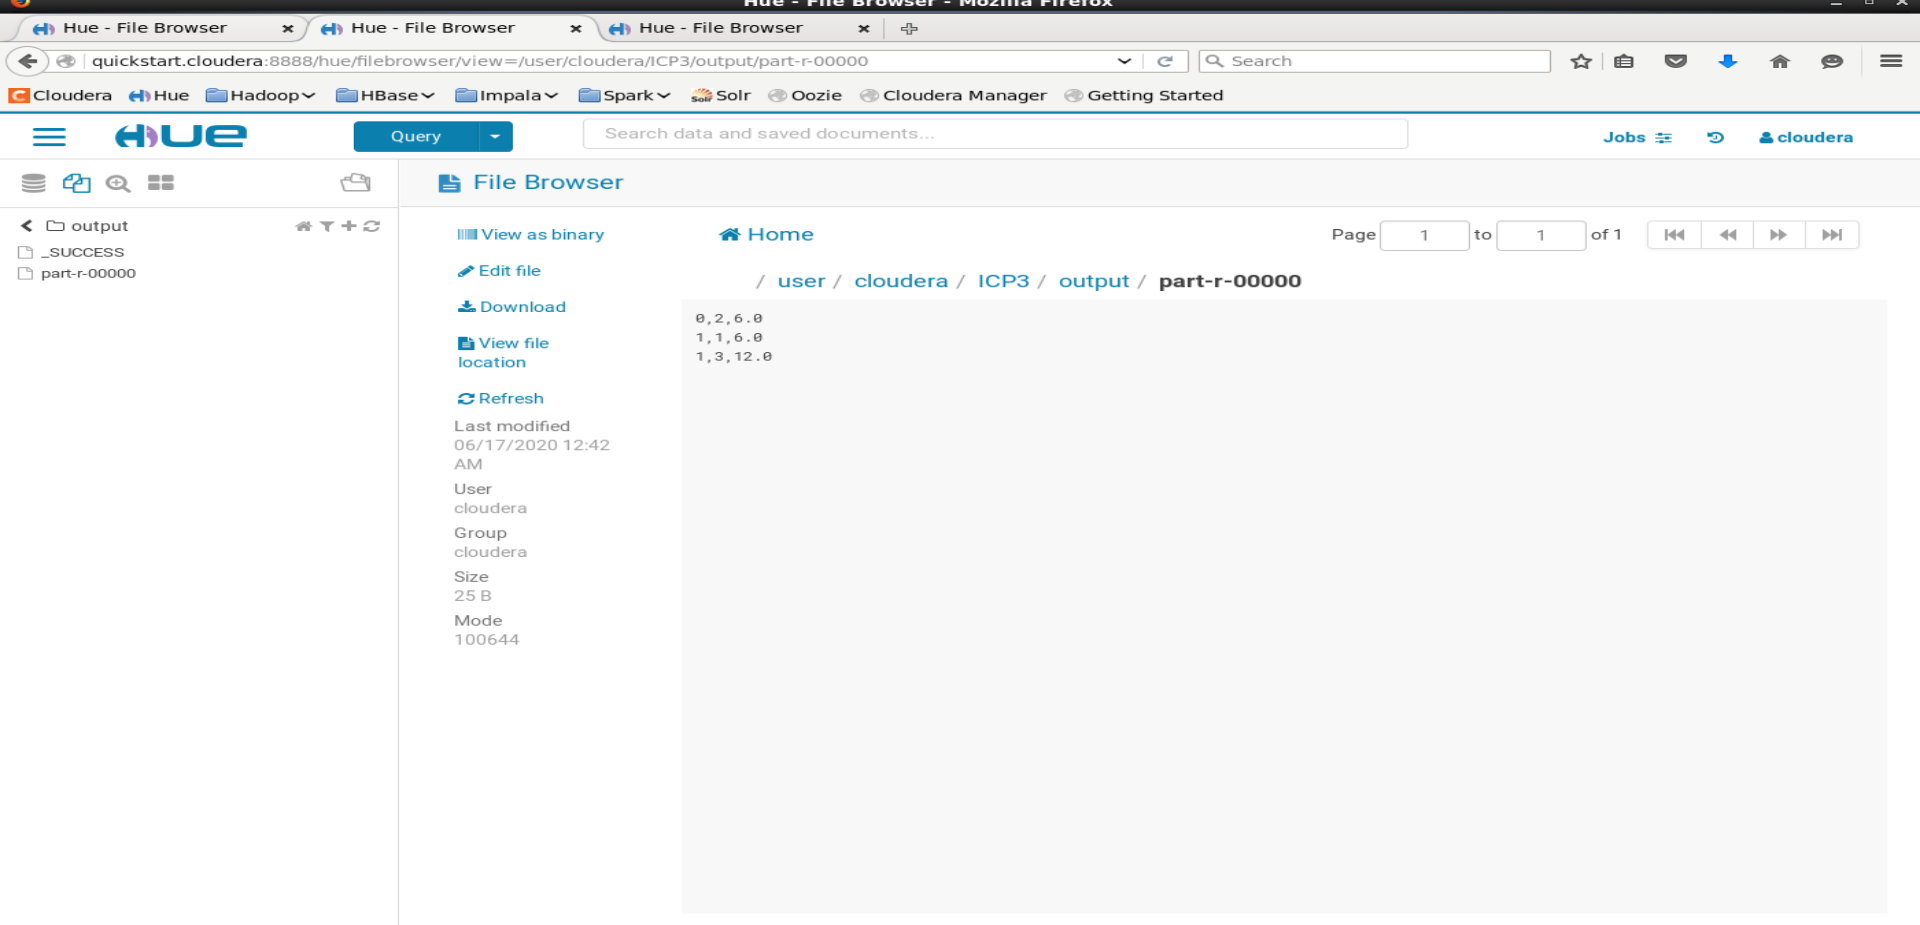 Hue - File Browser - Mozilla Firefox
Hue - File Browser
Hue - File Browser
Hue - File Browser
quickstart.cloudera:8888/hue/filebrowser/view=/user/cloudera/ICP3/output/part-r-00000
Search
Cloudera Hue Hadoop HBase Impala Spark Solr Oozie Cloudera Manager Getting Started
HUE
Query
Search data and saved documents...
Jobs
cloudera
File Browser
output
_SUCCESS
part-r-00000
View as binary
Edit file
Download
View file
location
Refresh
Last modified
06/17/2020 12:42
AM
User
cloudera
Group
cloudera
Size
25 B
Mode
100644
Home
Page 1 to 1 of 1
/ user / cloudera / ICP3 / output / part-r-00000
0,2,6.0
1,1,6.0
1,3,12.0